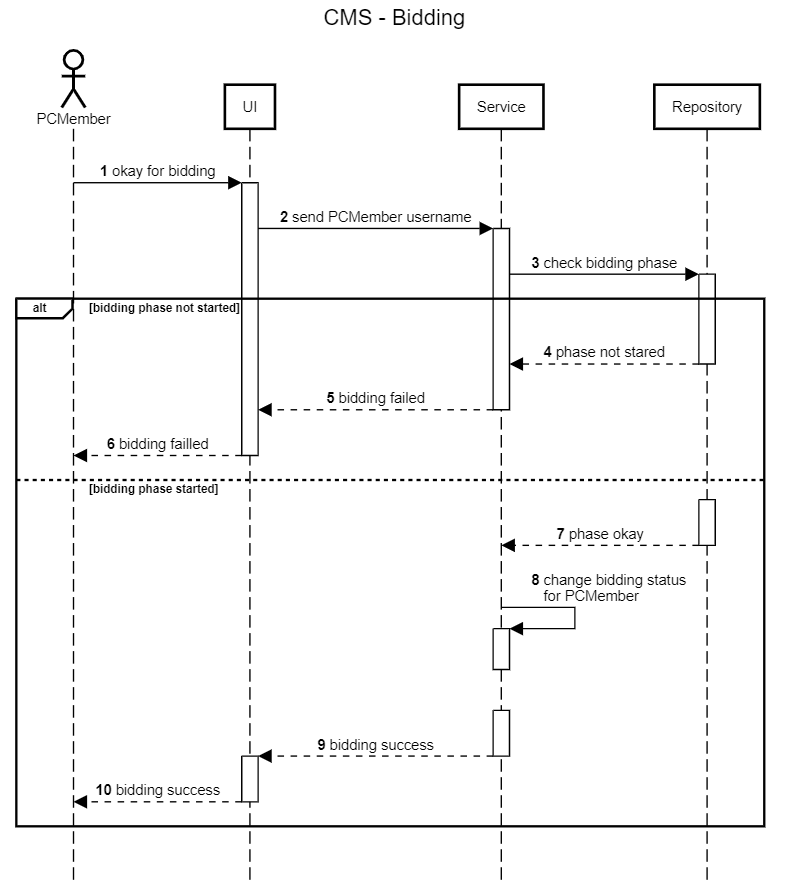 CMS - Bidding
PCMember
UI
Service
Repository
1 okay for bidding
2 send PCMember username
3 check bidding phase
alt
[bidding phase not started]
4 phase not stared
5 bidding failed
6 bidding failled
[bidding phase started]
7 phase okay
8 change bidding status
for PCMember
9 bidding success
10 bidding success